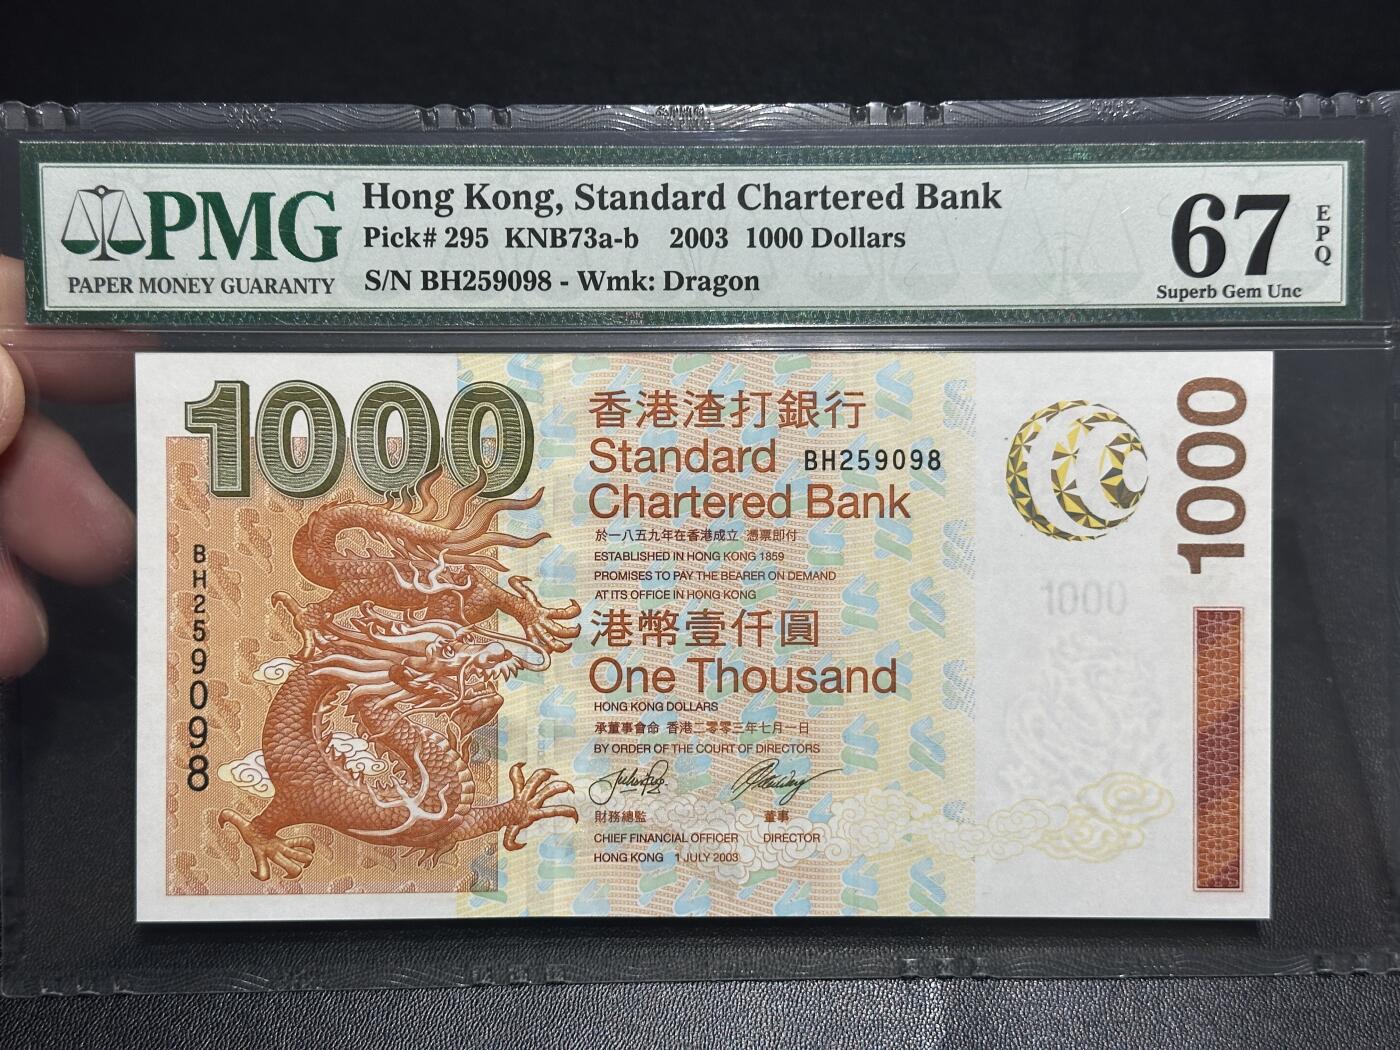 PMG
PAPER MONEY GUARANTY
Hong Kong, Standard Chartered Bank
Pick# 295 KNB73a-b 2003 1000 Dollars
S/N BH259098 - Wmk: Dragon
67
EPQ
Superb Gem Unc
1000
香港渣打銀行
Standard
BH259098
Chartered Bank
於一八五九年在香港成立 憑票即付
ESTABLISHED IN HONG KONG 1859
PROMISES TO PAY THE BEARER ON DEMAND
AT ITS OFFICE IN HONG KONG
港幣壹仟圓
One Thousand
HONG KONG DOLLARS
承董事會命 香港二零零三年七月一日
BY ORDER OF THE COURT OF DIRECTORS
財務總監 董事
CHIEF FINANCIAL OFFICER DIRECTOR
HONG KONG 1 JULY 2003
BH259098
1000
1000